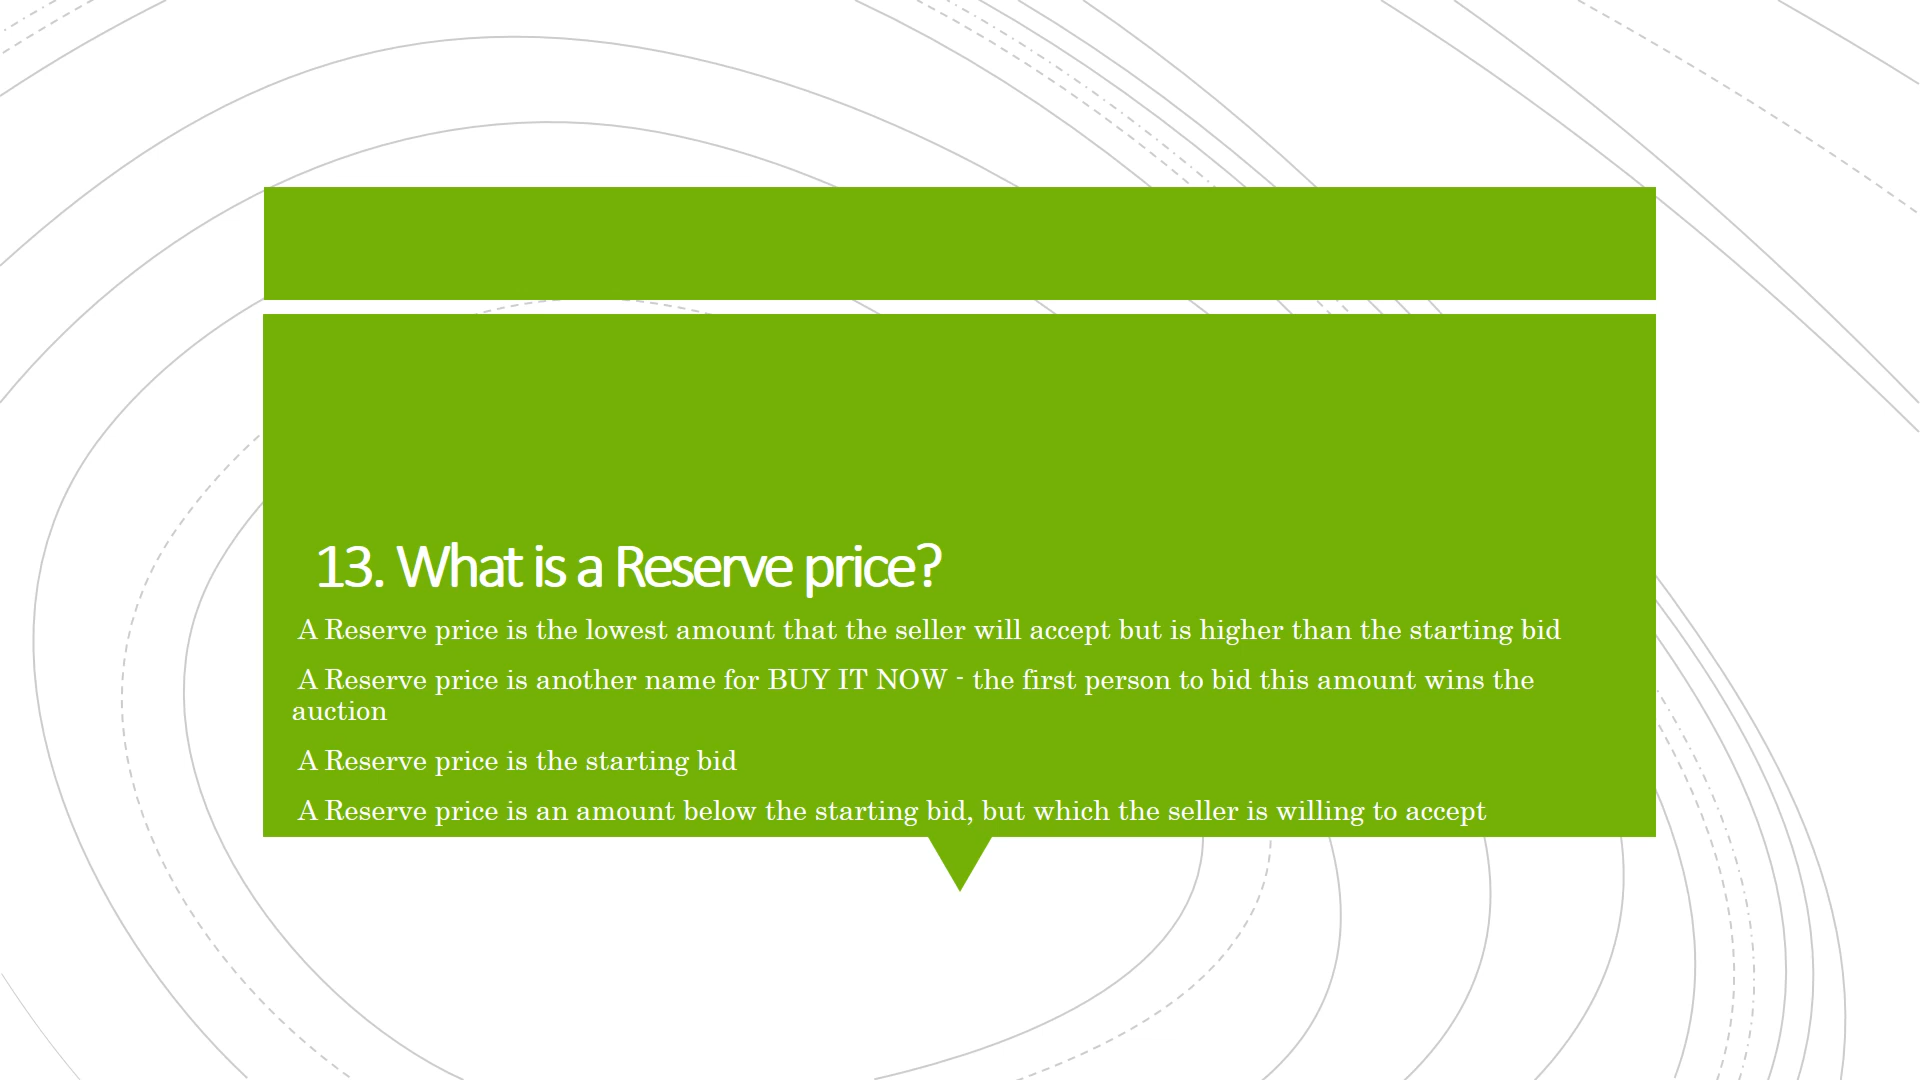 13. What is a Reserve price?
A Reserve price is the lowest amount that the seller will accept but is higher than the starting bid
A Reserve price is another name for BUY IT NOW - the first person to bid this amount wins the
auction
A Reserve price is the starting bid
A Reserve price is an amount below the starting bid, but which the seller is willing to accept